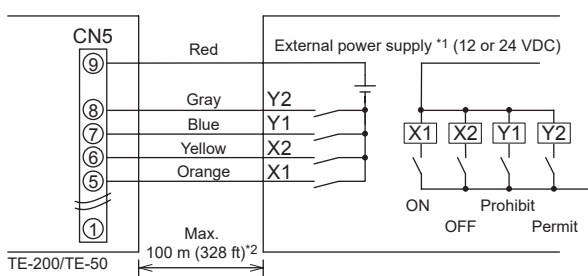 CN5
Red
External power supply *1 (12 or 24 VDC)
9
8 Gray Y2
7 Blue Y1
6 Yellow X2
5 Orange X1
1
X1 X2 Y1 Y2
ON Prohibit
OFF Permit
Max.
100 m (328 ft)*2
TE-200/TE-50